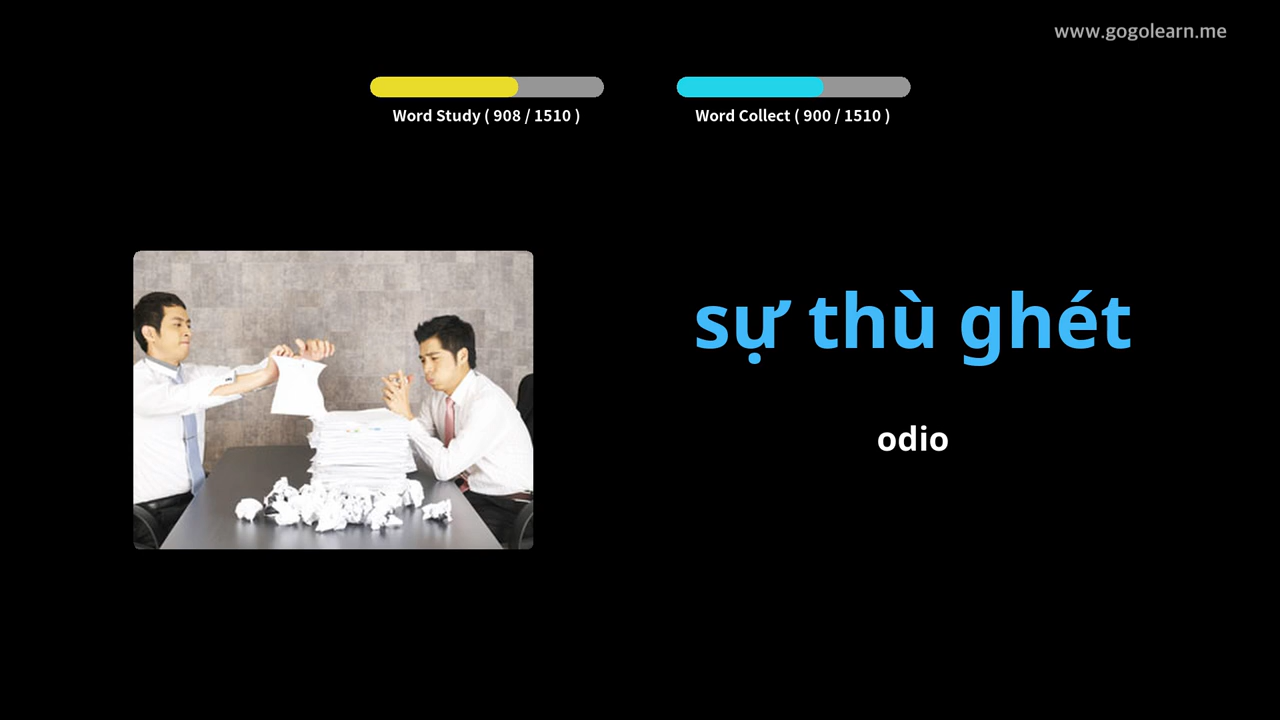 www.gogolearn.me
Word Study ( 908 / 1510 )
Word Collect ( 900 / 1510 )
sự thù ghét
odio